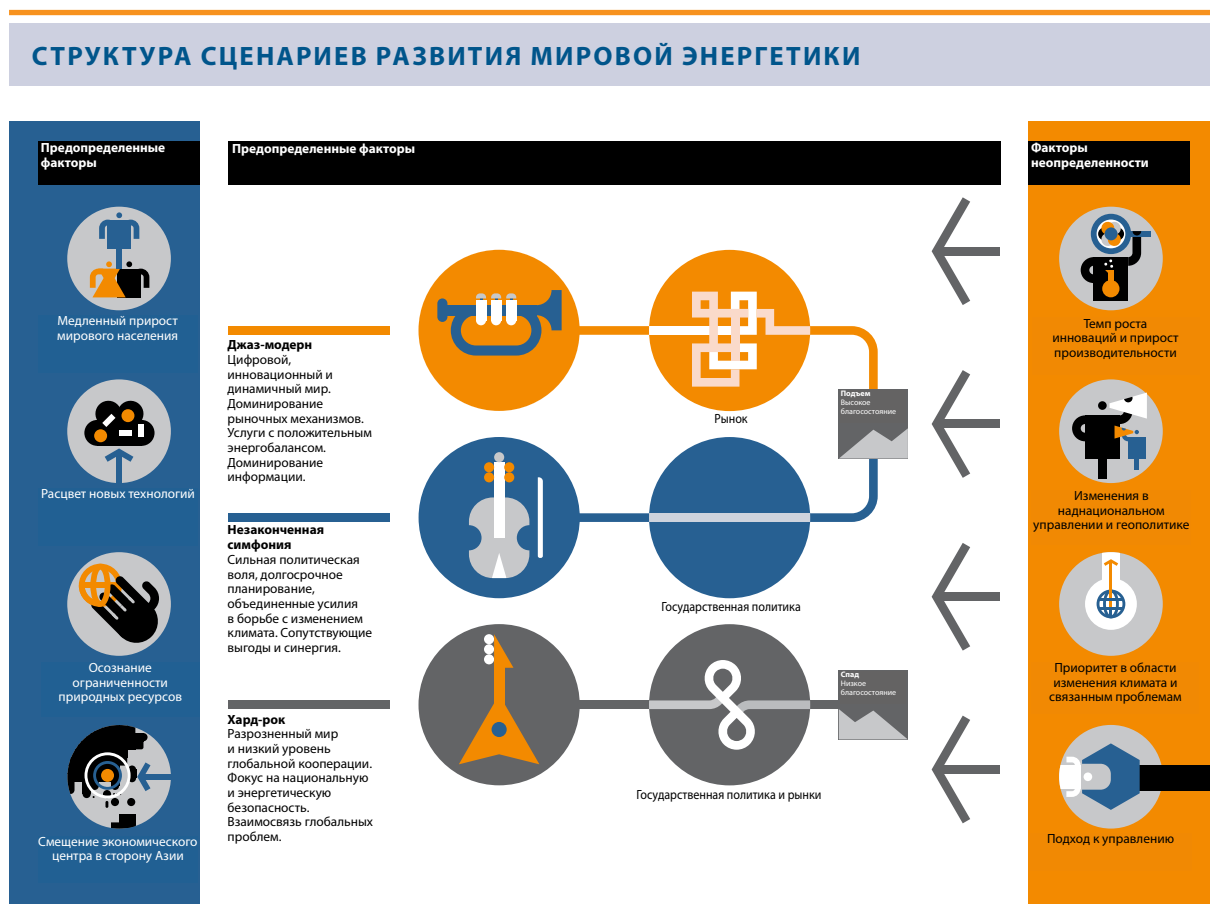 СТРУКТУРА СЦЕНАРИЕВ РАЗВИТИЯ МИРОВОЙ ЭНЕРГЕТИКИ
Предопределенные
факторы
Медленный прирост
мирового населения
Расцвет новых технологий
Осознание
ограниченности
природных ресурсов
Смещение экономического
центра в сторону Азии
Предопределенные факторы
Джаз-модерн
Цифровой,
инновационный и
динамичный мир.
Доминирование
рыночных механизмов.
Услуги с положительным
энергобалансом.
Доминирование
информации.
Рынок
Незаконченная
симфония
Сильная политическая
воля, долгосрочное
планирование,
объединенные усилия
в борьбе с изменением
климата. Сопутствующие
выгоды и синергия.
Государственная политика
Подъем
Высокое
благосостояние
Хард-рок
Разрозненный мир
и низкий уровень
глобальной кооперации.
Фокус на национальную
и энергетическую
безопасность.
Взаимосвязь глобальных
проблем.
Государственная политика и рынки
Спад
Низкое
благосостояние
Факторы
неопределенности
Темп роста
инноваций и прирост
производительности
Изменения в
наднациональном
управлении и геополитике
Приоритет в области
изменения климата и
связанным проблемам
Подход к управлению